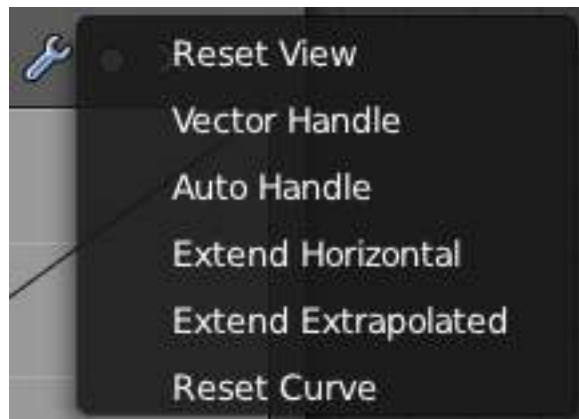 Reset View
Vector Handle
Auto Handle
Extend Horizontal
Extend Extrapolated
Reset Curve